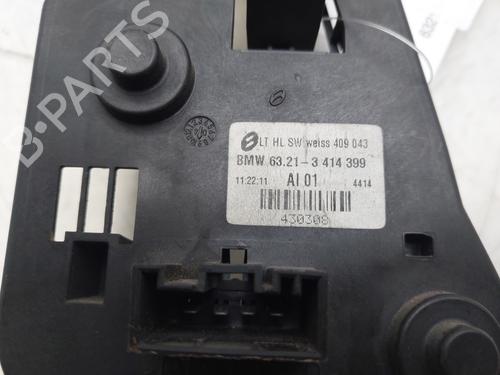 LT HL SW weiss 409 043
BMW 63.21-3 414 399
11:22:11 AI 01 4414
430308
B-PARTS